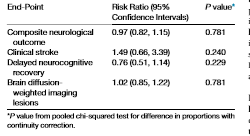 End-Point Risk Ratio (95% Confidence Intervals) P value*
Composite neurological outcome 0.97 (0.82, 1.15) 0.781
Clinical stroke 1.49 (0.66, 3.39) 0.240
Delayed neurocognitive recovery 0.76 (0.51, 1.14) 0.229
Brain diffusion-weighted imaging lesions 1.02 (0.85, 1.22) 0.781
*P value from pooled chi-squared test for difference in proportions with
continuity correction.